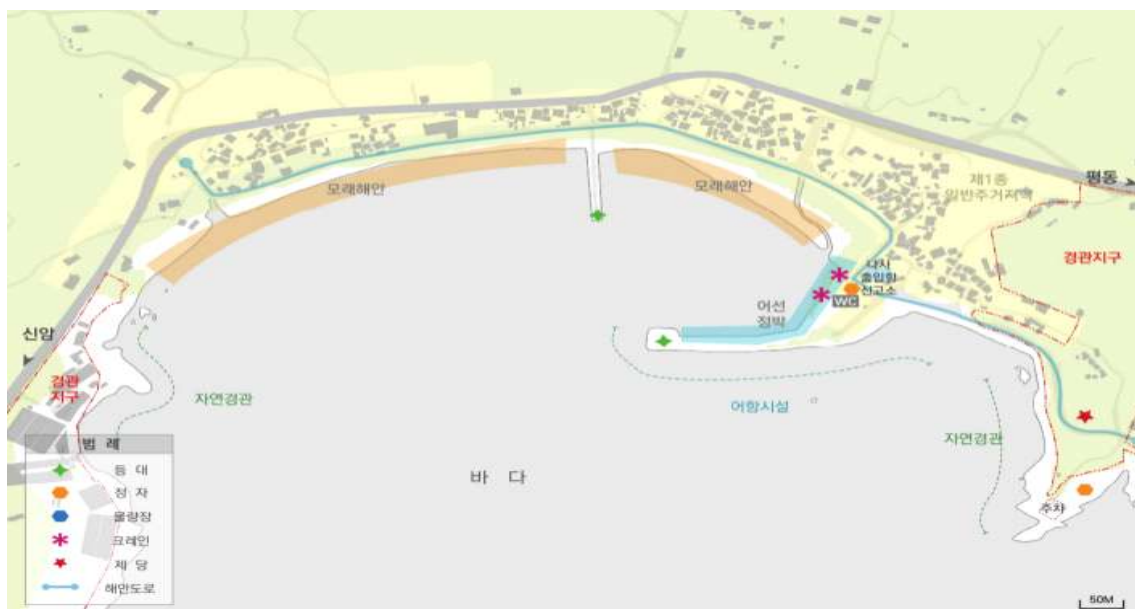 모래해안
모래해안
제1종
일반주거지역
평동
경관지구
낚시
출입항
신고소
WC
어선
정박
신암
경관
지구
자연경관
어항시설
자연경관
바 다
주차
범 례
등 대
정 자
물량장
크레인
제 당
해안도로
50M